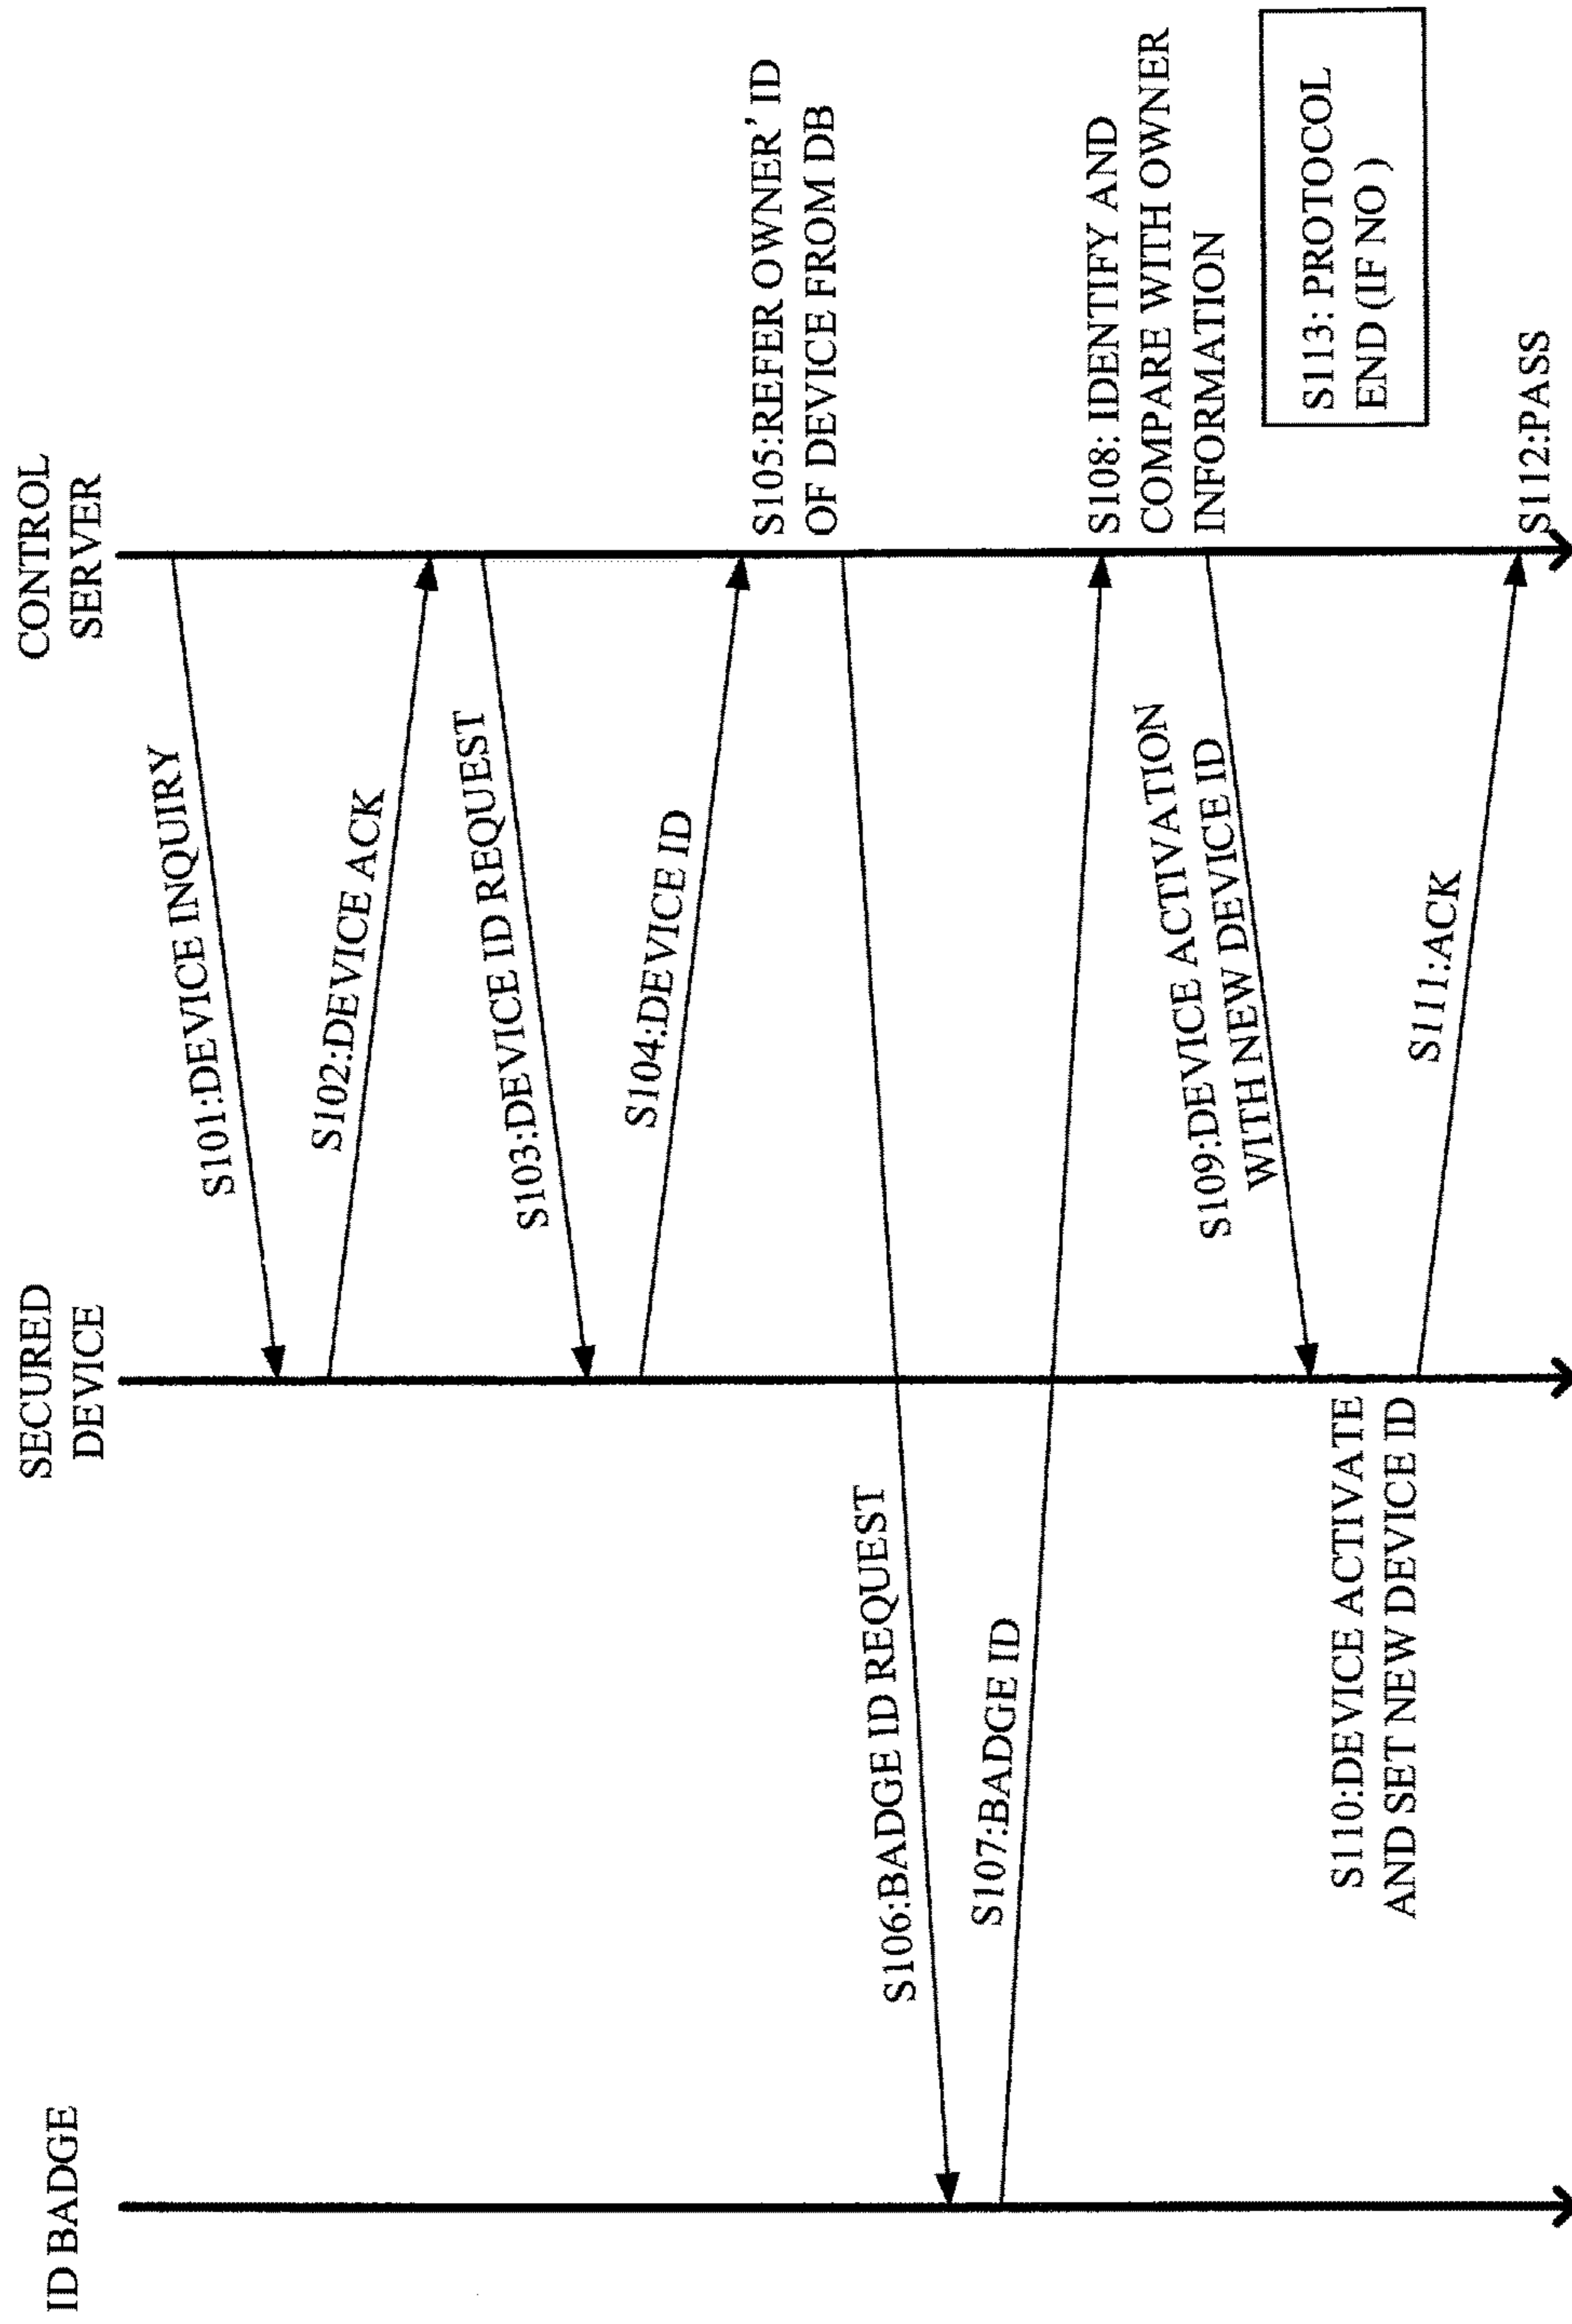 ID BADGE
SECURED
DEVICE
CONTROL
SERVER
S101:DEVICE INQUIRY
S102:DEVICE ACK
S103:DEVICE ID REQUEST
S104:DEVICE ID
S105:REFER OWNER' ID
OF DEVICE FROM DB
S106:BADGE ID REQUEST
S107:BADGE ID
S108: IDENTIFY AND
COMPARE WITH OWNER
INFORMATION
S109:DEVICE ACTIVATION
WITH NEW DEVICE ID
S113: PROTOCOL
END (IF NO )
S110:DEVICE ACTIVATE
AND SET NEW DEVICE ID
S111:ACK
S112:PASS